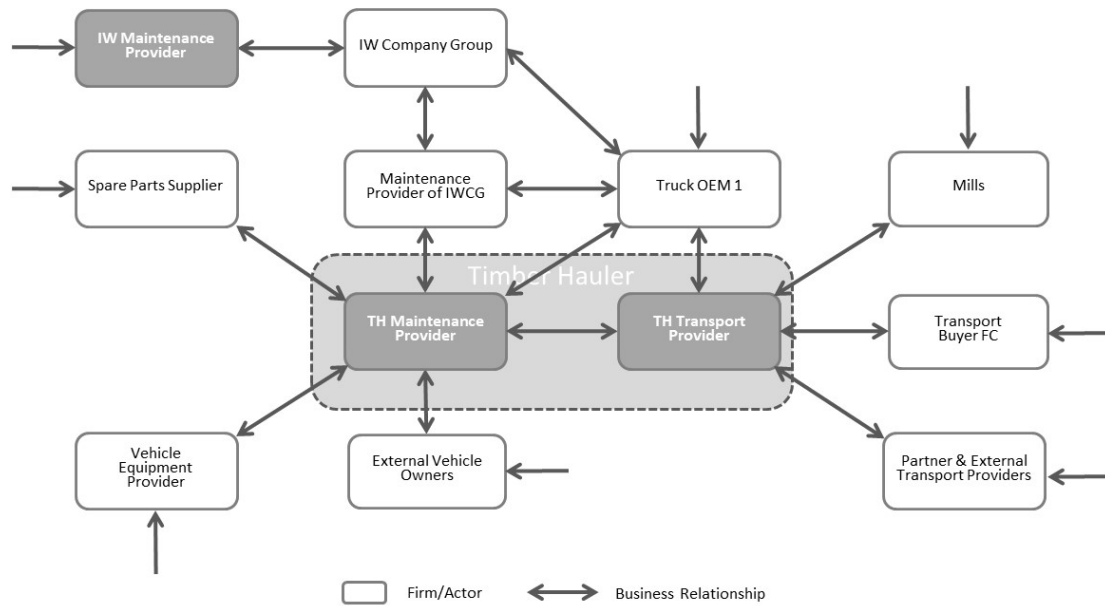 IW Maintenance
Provider
IW Company Group
Spare Parts Supplier
Maintenance
Provider of IWCG
Truck OEM 1
Mills
Timber Hauler
TH Maintenance
Provider
TH Transport
Provider
Transport
Buyer FC
Vehicle
Equipment
Provider
External Vehicle
Owners
Partner & External
Transport Providers
Firm/Actor
Business Relationship